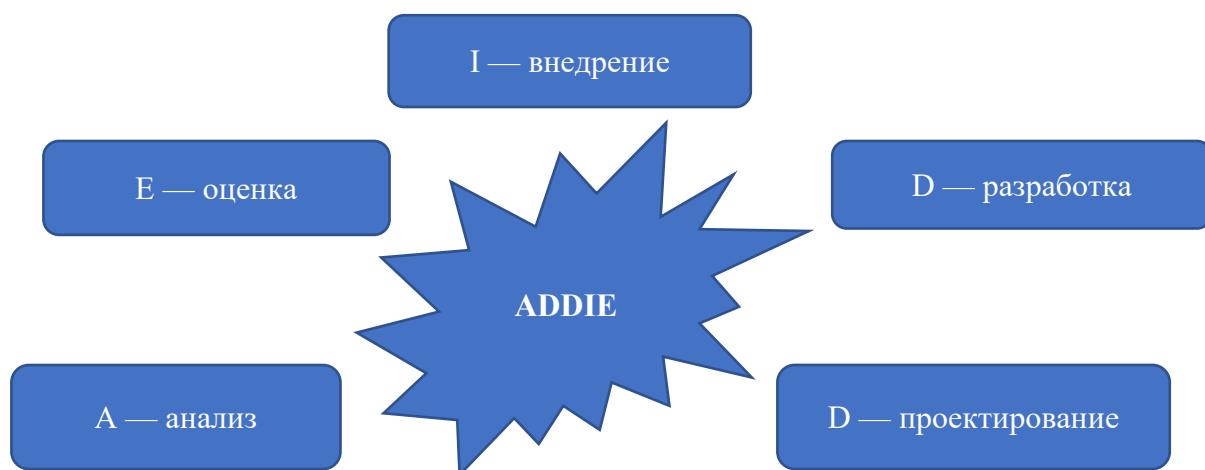 I — внедрение
E — оценка
D — разработка
ADDIE
A — анализ
D — проектирование